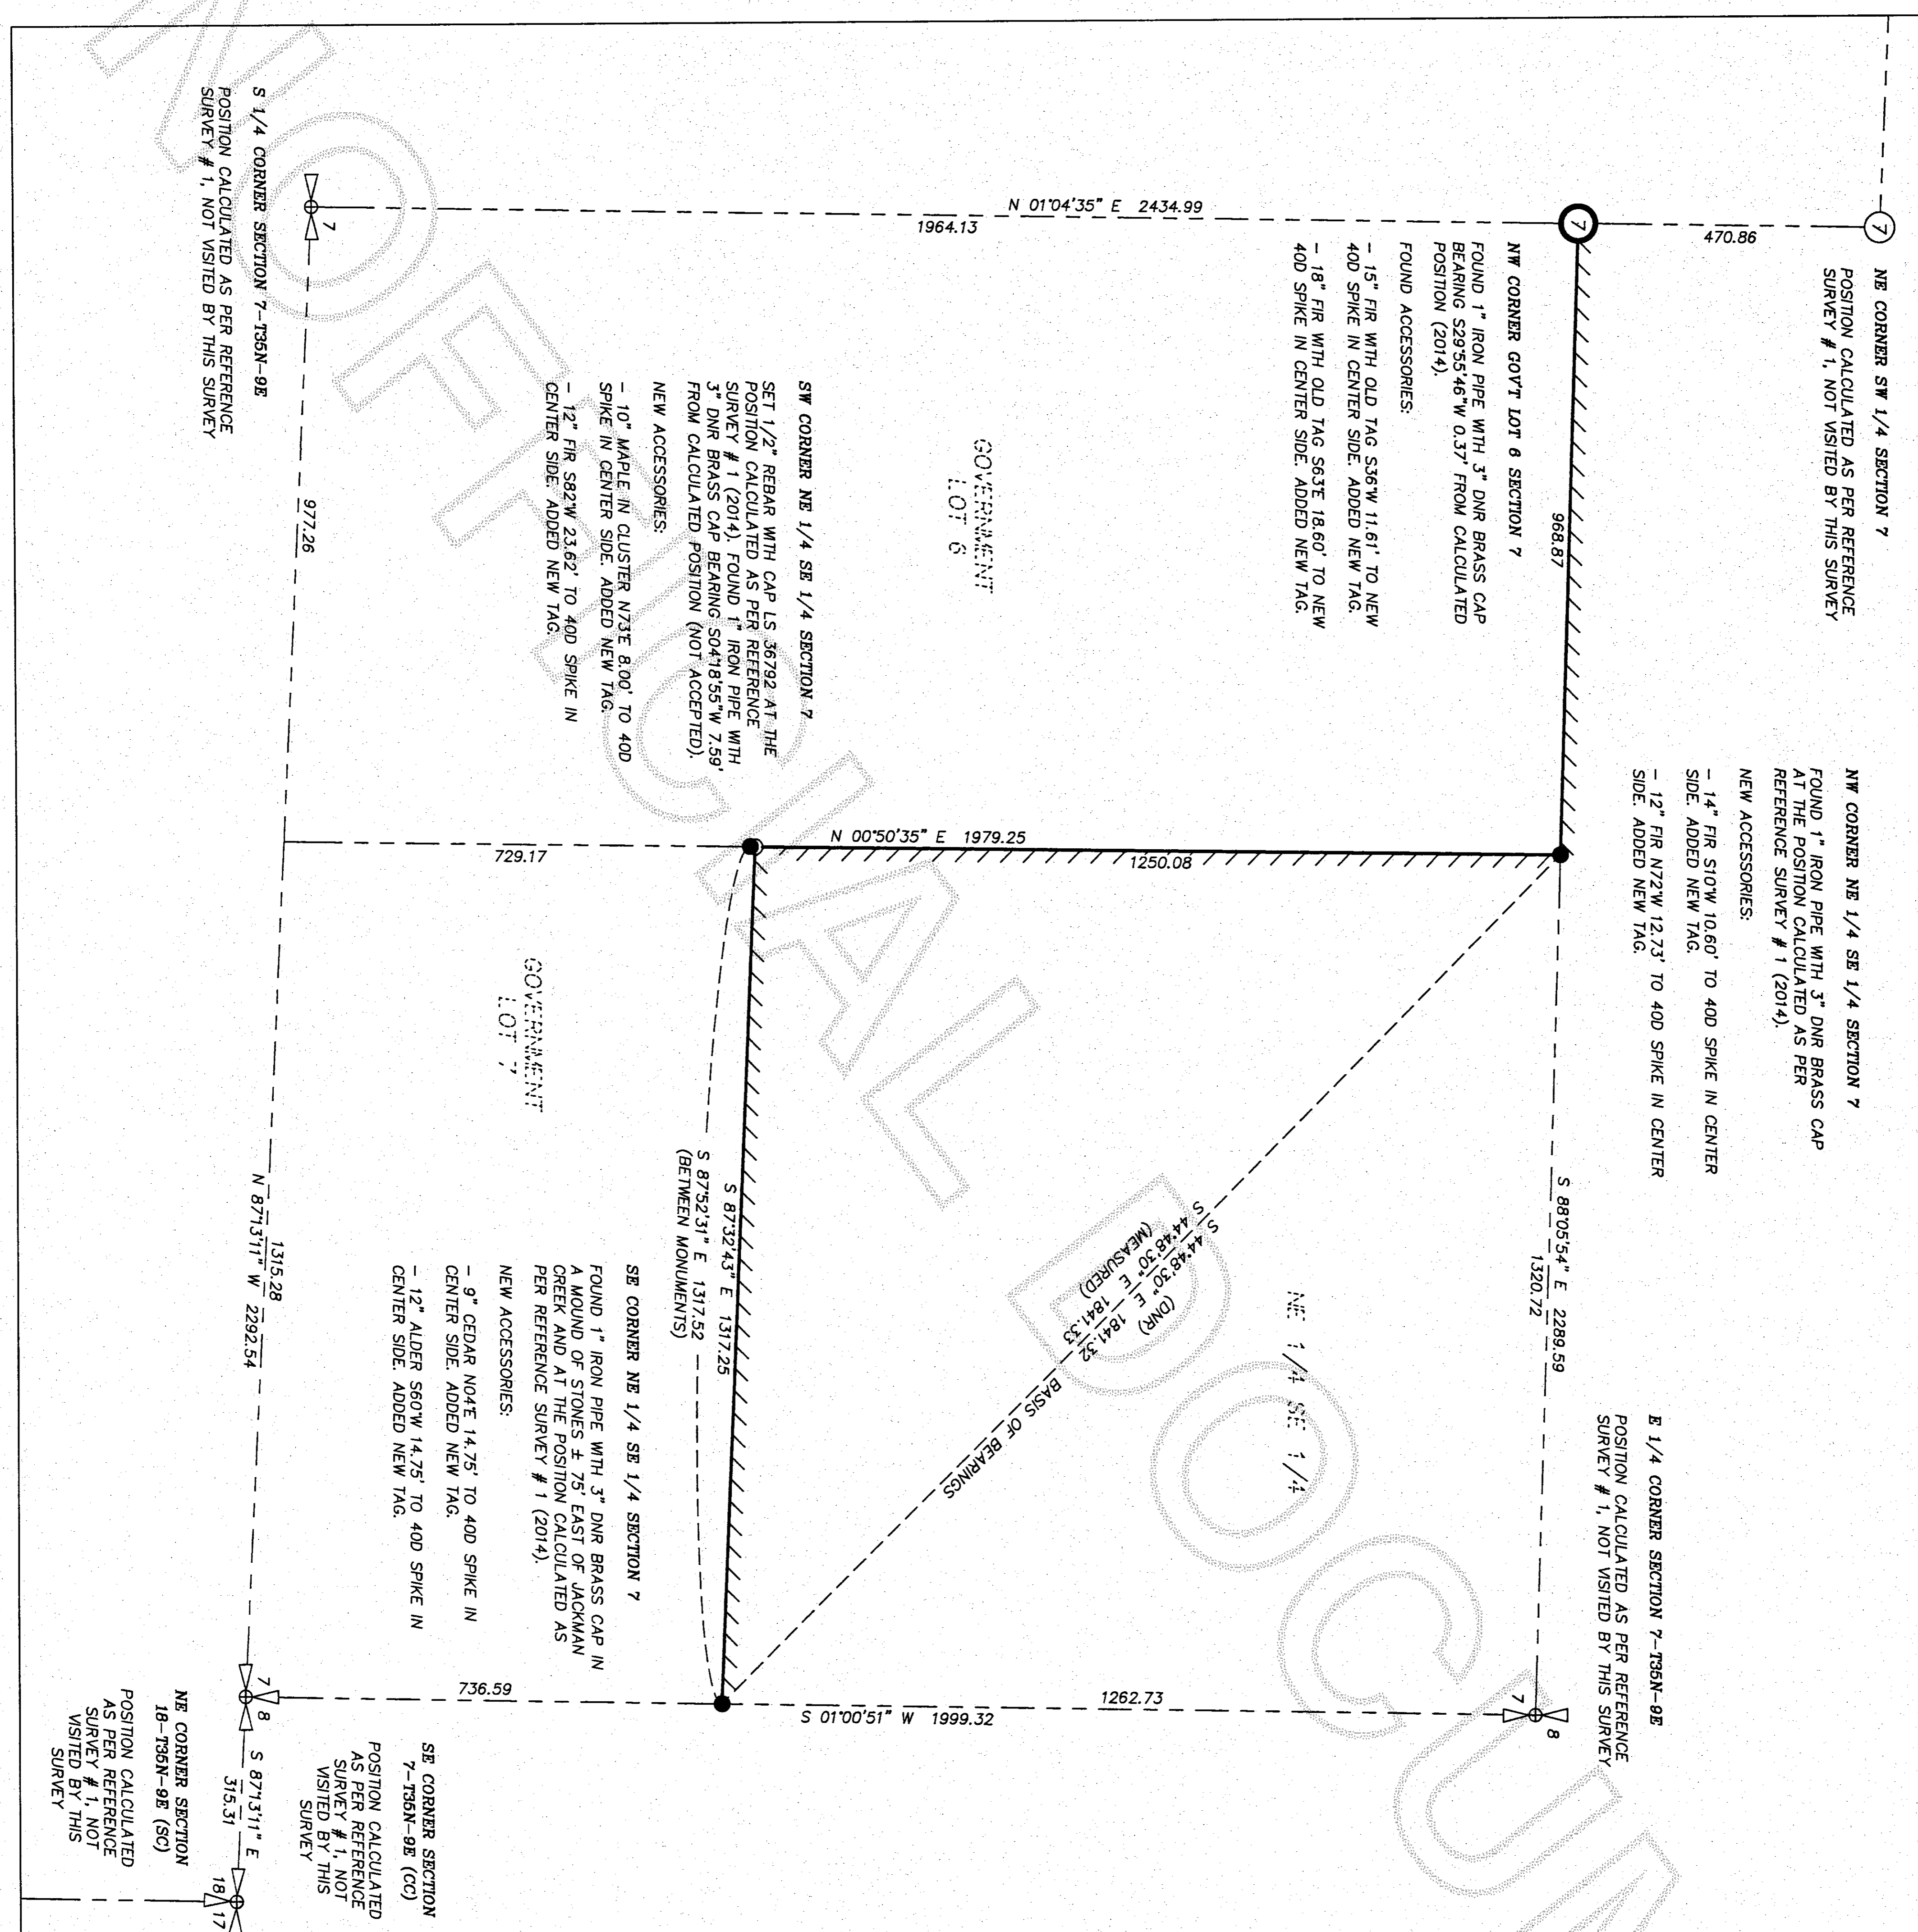 NE CORNER SW 1/4 SECTION 7
POSITION CALCULATED AS PER REFERENCE
SURVEY # 1, NOT VISITED BY THIS SURVEY
7
470.86
N 01°04'35" E 2434.99
1964.13
7
NW CORNER GOV'T LOT 6 SECTION 7
FOUND 1" IRON PIPE WITH 3" DNR BRASS CAP
BEARING S29°55'46"W 0.37' FROM CALCULATED
POSITION (2014).
FOUND ACCESSORIES:
- 15" FIR WITH OLD TAG S36°W 11.61' TO NEW
40D SPIKE IN CENTER SIDE. ADDED NEW TAG.
- 18" FIR WITH OLD TAG S63°E 18.60' TO NEW
40D SPIKE IN CENTER SIDE. ADDED NEW TAG.
968.87
NW CORNER NE 1/4 SE 1/4 SECTION 7
FOUND 1" IRON PIPE WITH 3" DNR BRASS CAP
AT THE POSITION CALCULATED AS PER
REFERENCE SURVEY # 1 (2014).
NEW ACCESSORIES:
- 14" FIR S10°W 10.60' TO 40D SPIKE IN CENTER
SIDE. ADDED NEW TAG.
- 12" FIR N72°W 12.73' TO 40D SPIKE IN CENTER
SIDE. ADDED NEW TAG.
S 88°05'54" E 2289.59
1320.72
E 1/4 CORNER SECTION 7-T35N-9E
POSITION CALCULATED AS PER REFERENCE
SURVEY # 1, NOT VISITED BY THIS SURVEY
7
8
GOVERNMENT
LOT 6
SW CORNER NE 1/4 SE 1/4 SECTION 7
SET 1/2" REBAR WITH CAP LS 36792 AT THE
POSITION CALCULATED AS PER REFERENCE
SURVEY # 1 (2014). FOUND 1" IRON PIPE WITH
3" DNR BRASS CAP BEARING S04°18'55"W 7.59'
FROM CALCULATED POSITION (NOT ACCEPTED).
NEW ACCESSORIES:
- 10" MAPLE IN CLUSTER N73°E 8.00' TO 40D
SPIKE IN CENTER SIDE. ADDED NEW TAG.
- 12" FIR S82°W 23.62' TO 40D SPIKE IN
CENTER SIDE. ADDED NEW TAG.
N 00°50'35" E 1979.25
1250.08
729.17
NE 1/4 SE 1/4
S 44°48'30" E 1841.32
(DNR)
S 44°48'30" E 1841.33
(MEASURED)
BASIS OF BEARINGS
S 87°32'43" E 1317.25
S 87°52'31" E 1317.52
(BETWEEN MONUMENTS)
GOVERNMENT
LOT 7
SE CORNER NE 1/4 SE 1/4 SECTION 7
FOUND 1" IRON PIPE WITH 3" DNR BRASS CAP IN
A MOUND OF STONES ± 75' EAST OF JACKMAN
CREEK AND AT THE POSITION CALCULATED AS
PER REFERENCE SURVEY # 1 (2014).
NEW ACCESSORIES:
- 9" CEDAR N04°E 14.75' TO 40D SPIKE IN
CENTER SIDE. ADDED NEW TAG.
- 12" ALDER S60°W 14.75' TO 40D SPIKE IN
CENTER SIDE. ADDED NEW TAG.
736.59
1262.73
S 01°00'51" W 1999.32
S 1/4 CORNER SECTION 7-T35N-9E
POSITION CALCULATED AS PER REFERENCE
SURVEY # 1, NOT VISITED BY THIS SURVEY
7
977.26
1315.28
N 87°13'11" W 2292.54
7
8
S 87°13'11" E
315.31
SE CORNER SECTION
7-T35N-9E (CC)
POSITION CALCULATED
AS PER REFERENCE
SURVEY # 1, NOT
VISITED BY THIS
SURVEY
NE CORNER SECTION
18-T35N-9E (SC)
POSITION CALCULATED
AS PER REFERENCE
SURVEY # 1, NOT
VISITED BY THIS
SURVEY
18
17
UNOFFICIAL DOCUM